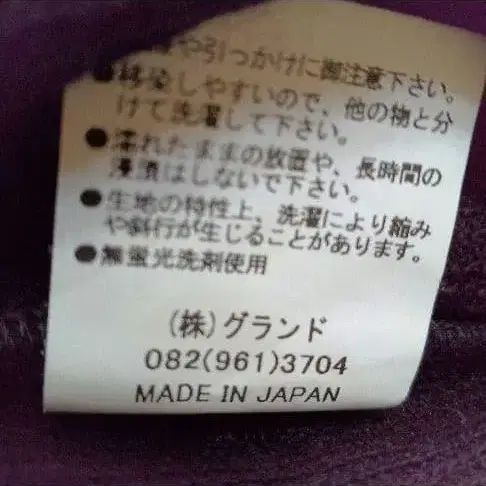 や引っかけに御注意下さい。
●移染しやすいので、他の物と分
けて洗濯して下さい。
●濡れたままの放置や、長時間の
浸漬はしないで下さい。
●生地の特性上、洗濯により縮み
や斜行が生じることがあります。
●無蛍光洗剤使用
(株)グランド
082(961)3704
MADE IN JAPAN